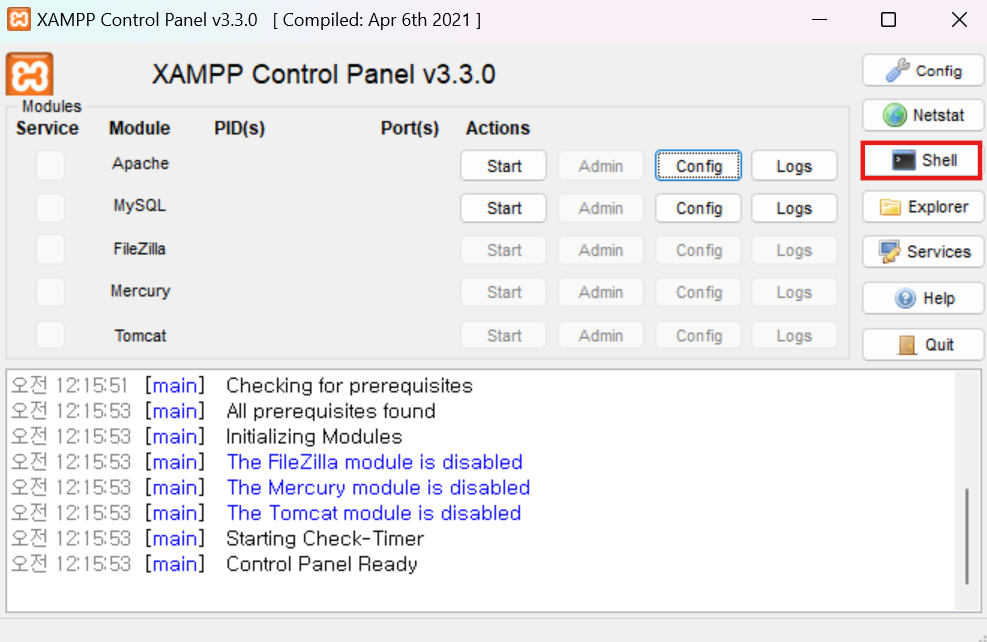 XAMPP Control Panel v3.3.0 [ Compiled: Apr 6th 2021 ]
XAMPP Control Panel v3.3.0
Config
Modules
Service Module PID(s) Port(s) Actions
Netstat
Apache Start Admin Config Logs
Shell
MySQL Start Admin Config Logs
Explorer
FileZilla Start Admin Config Logs
Services
Mercury Start Admin Config Logs
Help
Tomcat Start Admin Config Logs
Quit
오전 12:15:51 [main] Checking for prerequisites
오전 12:15:53 [main] All prerequisites found
오전 12:15:53 [main] Initializing Modules
오전 12:15:53 [main] The FileZilla module is disabled
오전 12:15:53 [main] The Mercury module is disabled
오전 12:15:53 [main] The Tomcat module is disabled
오전 12:15:53 [main] Starting Check-Timer
오전 12:15:53 [main] Control Panel Ready